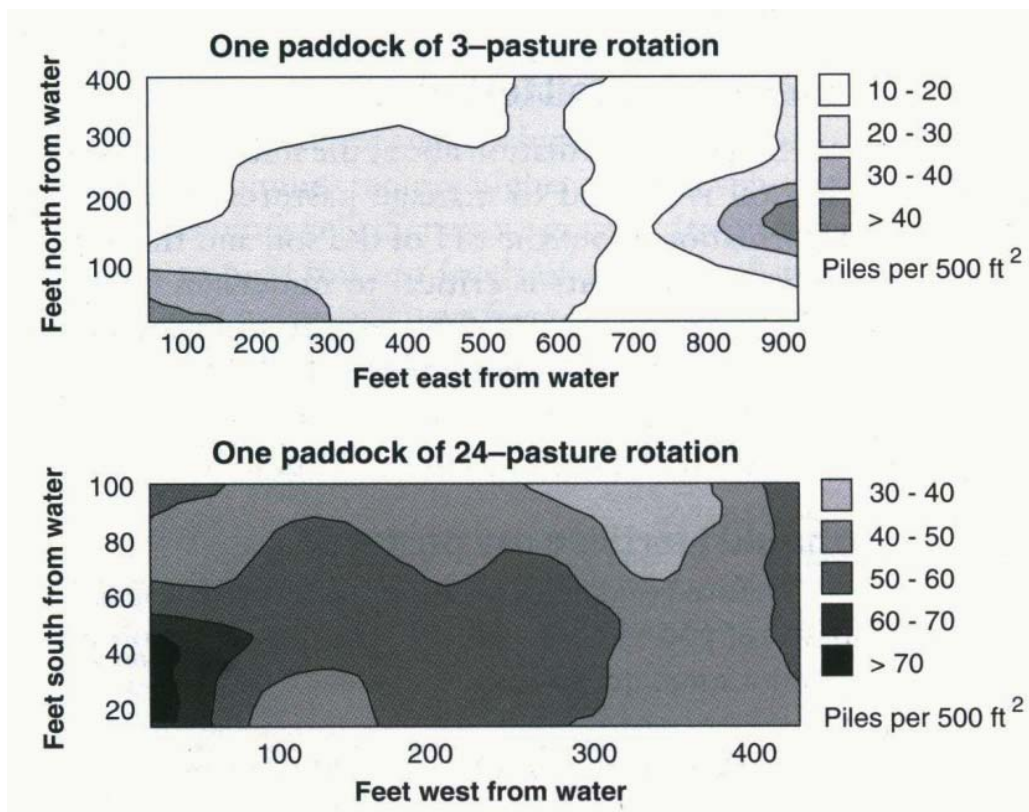 One paddock of 3–pasture rotation
Feet north from water
400
300
200
100
100 200 300 400 500 600 700 800 900
Feet east from water
10 - 20
20 - 30
30 - 40
> 40
Piles per 500 ft²
One paddock of 24–pasture rotation
Feet south from water
100
80
60
40
20
100 200 300 400
Feet west from water
30 - 40
40 - 50
50 - 60
60 - 70
> 70
Piles per 500 ft²